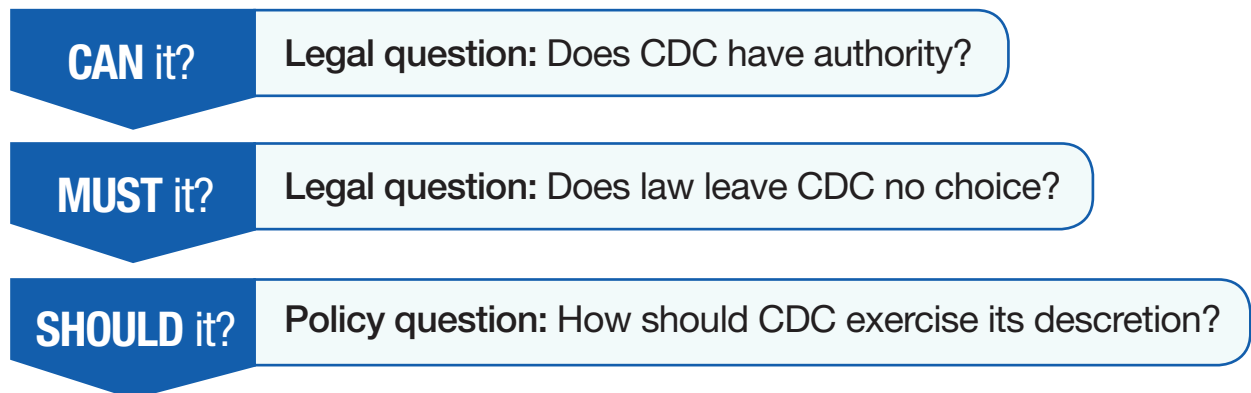 CAN it? Legal question: Does CDC have authority?
MUST it? Legal question: Does law leave CDC no choice?
SHOULD it? Policy question: How should CDC exercise its descretion?